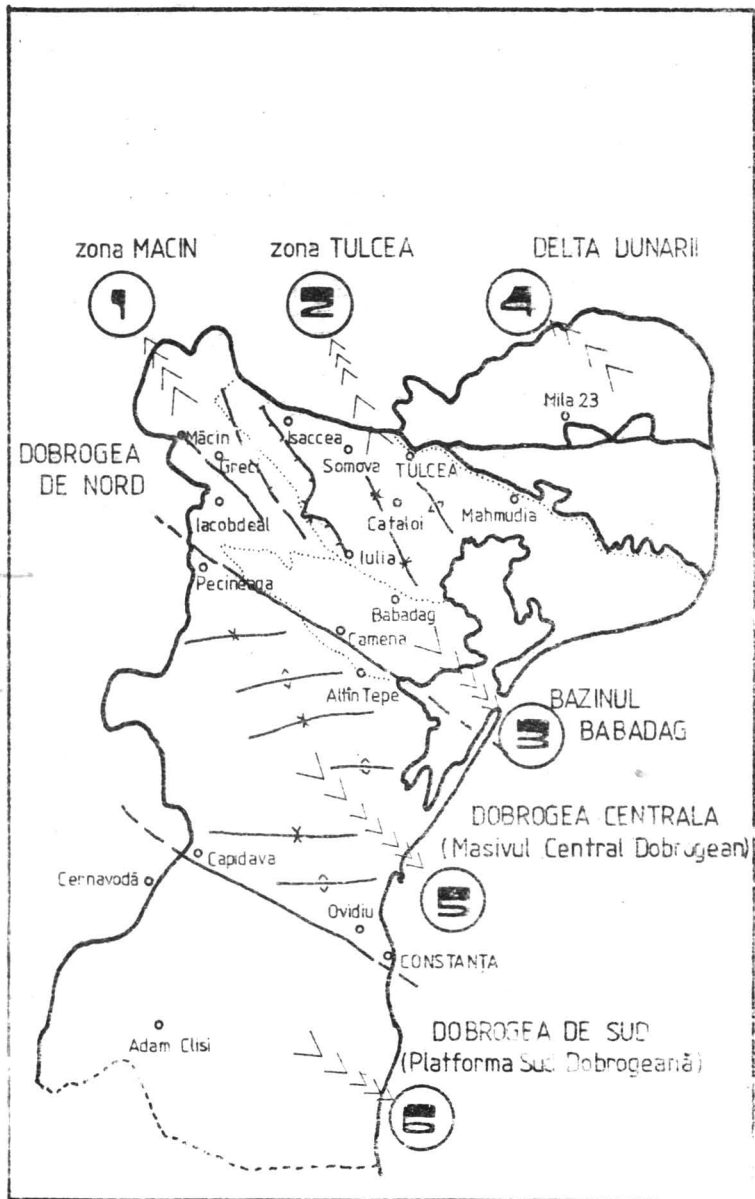 zona MACIN
zona TULCEA
DELTA DUNARII
1
2
4
Mila 23
Măcin
Isaccea
Greci
Somova
TULCEA
DOBROGEA
DE NORD
Iacobdeal
Cataloi
Mahmudia
Iulia
Pecineaga
Babadag
Camena
Altîn Tepe
BAZINUL
BABADAG
3
DOBROGEA CENTRALA
(Masivul Central Dobrogean)
Capidava
Cernavodă
5
Ovidiu
CONSTANȚA
Adam Clisi
DOBROGEA DE SUD
(Platforma Sud Dobrogeană)
6